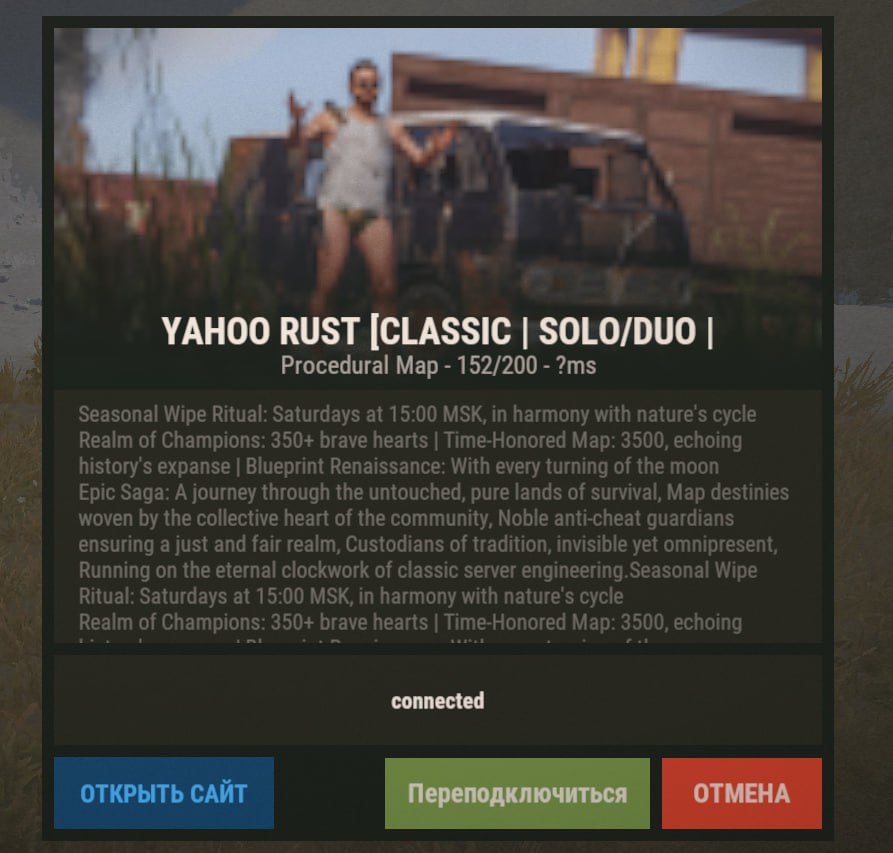 YAHOO RUST [CLASSIC | SOLO/DUO |
Procedural Map - 152/200 - ?ms
Seasonal Wipe Ritual: Saturdays at 15:00 MSK, in harmony with nature's cycle
Realm of Champions: 350+ brave hearts | Time-Honored Map: 3500, echoing
history's expanse | Blueprint Renaissance: With every turning of the moon
Epic Saga: A journey through the untouched, pure lands of survival, Map destinies
woven by the collective heart of the community, Noble anti-cheat guardians
ensuring a just and fair realm, Custodians of tradition, invisible yet omnipresent,
Running on the eternal clockwork of classic server engineering.Seasonal Wipe
Ritual: Saturdays at 15:00 MSK, in harmony with nature's cycle
Realm of Champions: 350+ brave hearts | Time-Honored Map: 3500, echoing
connected
ОТКРЫТЬ САЙТ
Переподключиться
ОТМЕНА